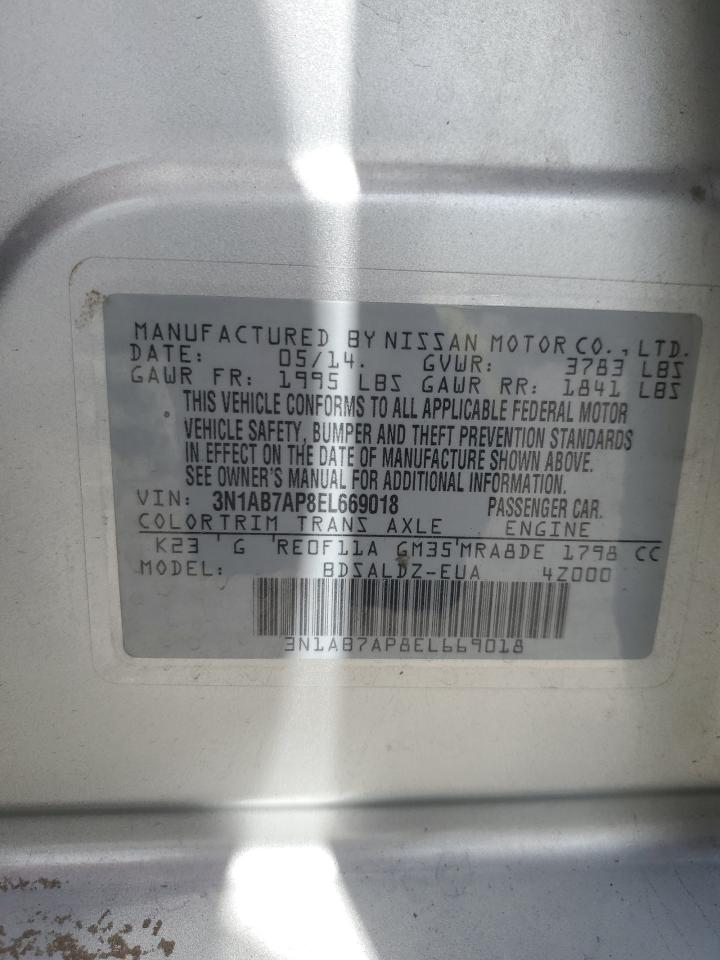 MANUFACTURED BY NISSAN MOTOR CO., LTD.
DATE: 05/14. GVWR: 3783 LBS
GAWR FR: 1995 LBS GAWR RR: 1841 LBS
THIS VEHICLE CONFORMS TO ALL APPLICABLE FEDERAL MOTOR
VEHICLE SAFETY, BUMPER AND THEFT PREVENTION STANDARDS
IN EFFECT ON THE DATE OF MANUFACTURE SHOWN ABOVE.
SEE OWNER'S MANUAL FOR ADDITIONAL INFORMATION.
VIN: 3N1AB7AP8EL669018 PASSENGER CAR.
COLOR TRIM TRANS AXLE ENGINE
K23 G RE0F11A GM35 MRA8DE 1798 CC
MODEL: BDSALDZ-EUA 4Z000
3N1AB7AP8EL669018